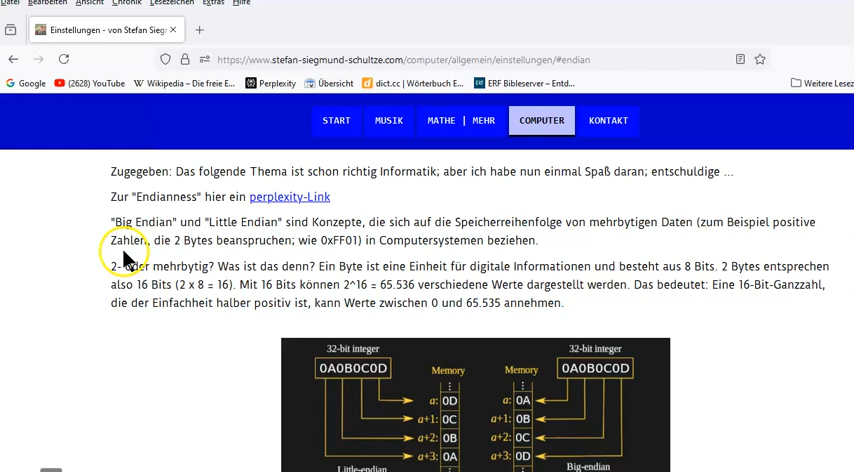 Datei Bearbeiten Ansicht Chronik Lesezeichen Extras Hilfe
Einstellungen - von Stefan Sieg
https://www.stefan-siegmund-schultze.com/computer/allgemein/einstellungen/#endian
Google (2628) YouTube Wikipedia – Die freie E... Perplexity Übersicht dict.cc | Wörterbuch E... ERF Bibleserver – Entd... Weitere Lesez
START MUSIK MATHE | MEHR COMPUTER KONTAKT
Zugegeben: Das folgende Thema ist schon richtig Informatik; aber ich habe nun einmal Spaß daran; entschuldige ...
Zur "Endianness" hier ein perplexity-Link
"Big Endian" und "Little Endian" sind Konzepte, die sich auf die Speicherreihenfolge von mehrbytigen Daten (zum Beispiel positive
Zahlen, die 2 Bytes beanspruchen; wie 0xFF01) in Computersystemen beziehen.
2- oder mehrbytig? Was ist das denn? Ein Byte ist eine Einheit für digitale Informationen und besteht aus 8 Bits. 2 Bytes entsprechen
also 16 Bits (2 x 8 = 16). Mit 16 Bits können 2^16 = 65.536 verschiedene Werte dargestellt werden. Das bedeutet: Eine 16-Bit-Ganzzahl,
die der Einfachheit halber positiv ist, kann Werte zwischen 0 und 65.535 annehmen.
32-bit integer 32-bit integer
0A0B0C0D Memory Memory 0A0B0C0D
a: 0D a: 0A
a+1: 0C a+1: 0B
a+2: 0B a+2: 0C
a+3: 0A a+3: 0D
Little-endian Big-endian